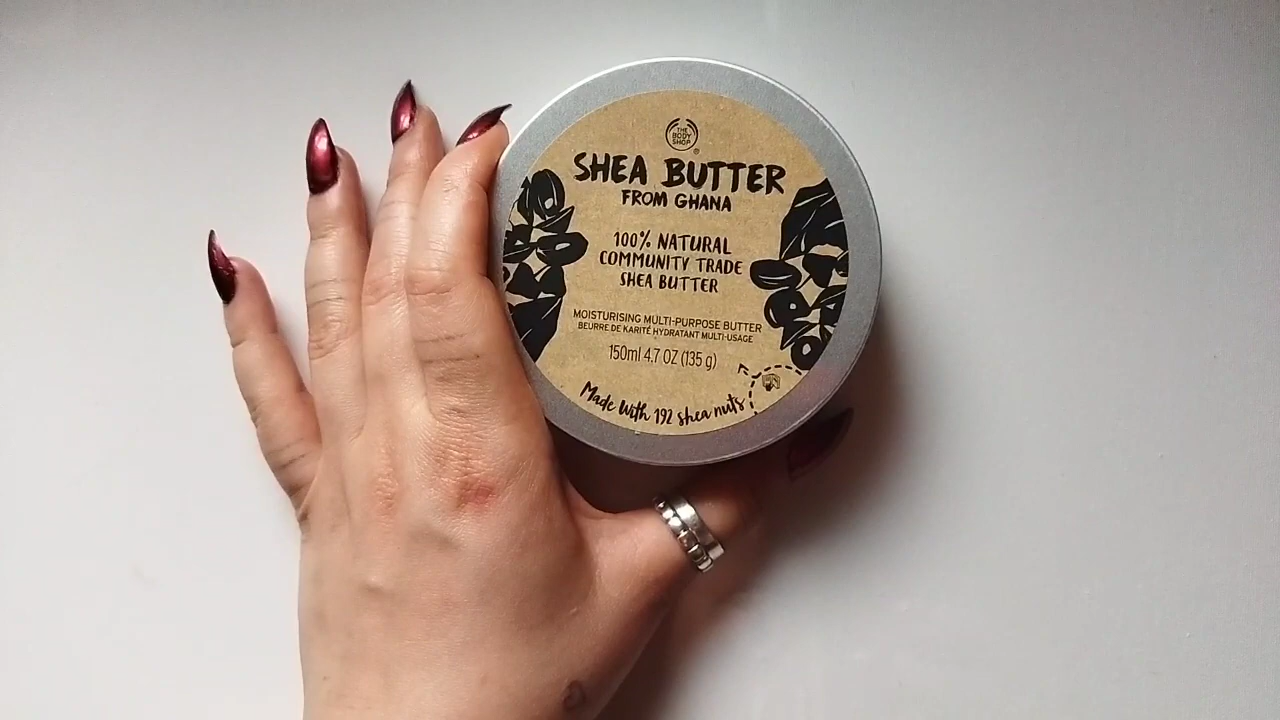 THE
BODY
SHOP
®
SHEA BUTTER
FROM GHANA
100% NATURAL
COMMUNITY TRADE
SHEA BUTTER
MOISTURISING MULTI-PURPOSE BUTTER
BEURRE DE KARITÉ HYDRATANT MULTI-USAGE
150ml 4.7 OZ (135 g)
Made With 192 shea nuts